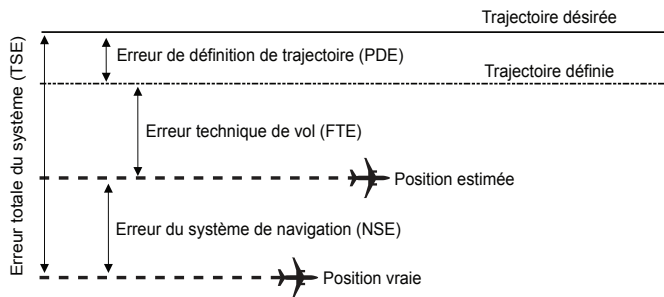 Trajectoire désirée
Erreur de définition de trajectoire (PDE)
Trajectoire définie
Erreur technique de vol (FTE)
Position estimée
Erreur du système de navigation (NSE)
Position vraie
Erreur totale du système (TSE)